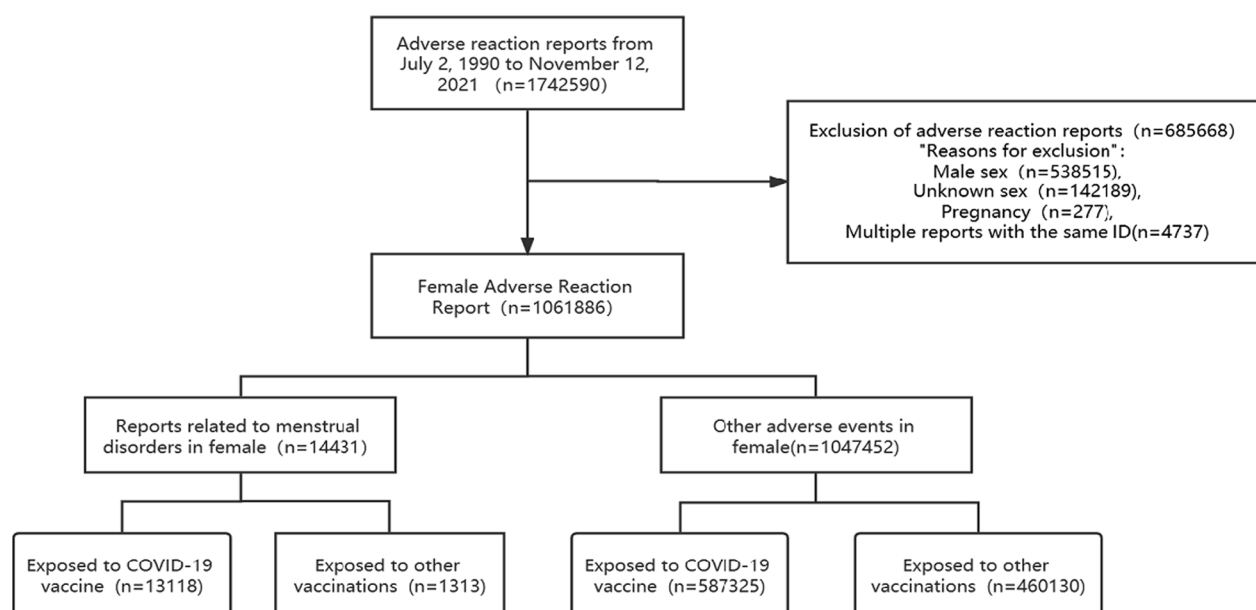 Adverse reaction reports from
July 2, 1990 to November 12,
2021 (n=1742590)
Exclusion of adverse reaction reports (n=685668)
"Reasons for exclusion":
Male sex (n=538515),
Unknown sex (n=142189),
Pregnancy (n=277),
Multiple reports with the same ID(n=4737)
Female Adverse Reaction
Report (n=1061886)
Reports related to menstrual
disorders in female (n=14431)
Other adverse events in
female(n=1047452)
Exposed to COVID-19
vaccine (n=13118)
Exposed to other
vaccinations (n=1313)
Exposed to COVID-19
vaccine (n=587325)
Exposed to other
vaccinations (n=460130)